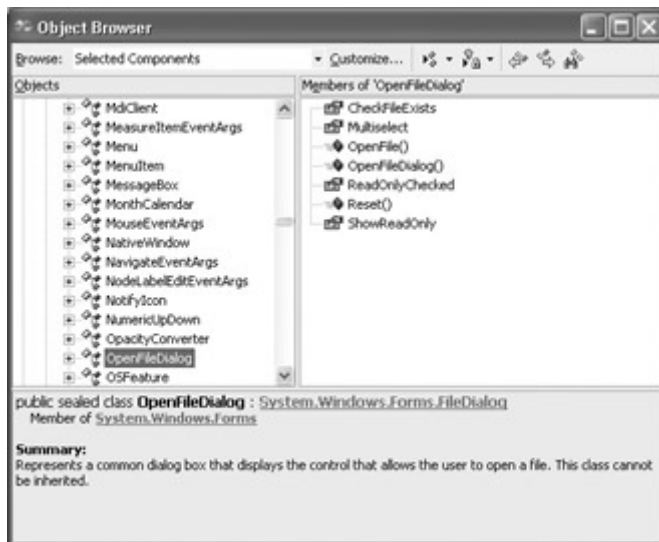 Object Browser
Browse: Selected Components
Customize...
Objects
MdiClient
MeasureItemEventArgs
Menu
MenuItem
MessageBox
MonthCalendar
MouseEventArgs
NativeWindow
NavigateEventArgs
NodeLabelEditEventArgs
NotifyIcon
NumericUpDown
OpacityConverter
OpenFileDialog
OSFeature
Members of 'OpenFileDialog'
CheckFileExists
Multiselect
OpenFile()
OpenFileDialog()
ReadOnlyChecked
Reset()
ShowReadOnly
public sealed class OpenFileDialog : System.Windows.Forms.FileDialog
Member of System.Windows.Forms
Summary:
Represents a common dialog box that displays the control that allows the user to open a file. This class cannot
be inherited.